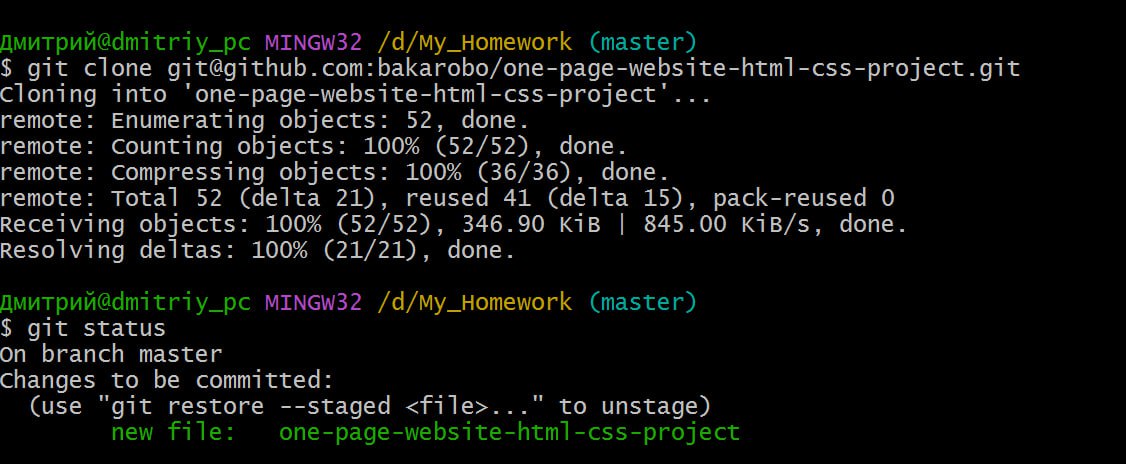 Дмитрий@dmitriy_pc MINGW32 /d/My_Homework (master)
$ git clone git@github.com:bakarobo/one-page-website-html-css-project.git
Cloning into 'one-page-website-html-css-project'...
remote: Enumerating objects: 52, done.
remote: Counting objects: 100% (52/52), done.
remote: Compressing objects: 100% (36/36), done.
remote: Total 52 (delta 21), reused 41 (delta 15), pack-reused 0
Receiving objects: 100% (52/52), 346.90 KiB | 845.00 KiB/s, done.
Resolving deltas: 100% (21/21), done.
Дмитрий@dmitriy_pc MINGW32 /d/My_Homework (master)
$ git status
On branch master
Changes to be committed:
  (use "git restore --staged <file>..." to unstage)
        new file:   one-page-website-html-css-project